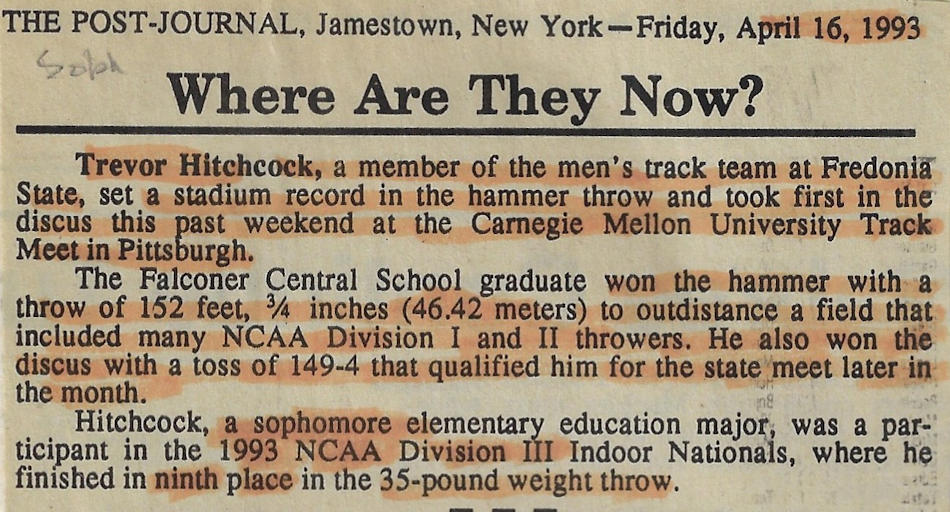 THE POST-JOURNAL, Jamestown, New York—Friday, April 16, 1993
Soph
Where Are They Now?
Trevor Hitchcock, a member of the men's track team at Fredonia
State, set a stadium record in the hammer throw and took first in the
discus this past weekend at the Carnegie Mellon University Track
Meet in Pittsburgh.
The Falconer Central School graduate won the hammer with a
throw of 152 feet, ¾ inches (46.42 meters) to outdistance a field that
included many NCAA Division I and II throwers. He also won the
discus with a toss of 149-4 that qualified him for the state meet later in
the month.
Hitchcock, a sophomore elementary education major, was a par-
ticipant in the 1993 NCAA Division III Indoor Nationals, where he
finished in ninth place in the 35-pound weight throw.